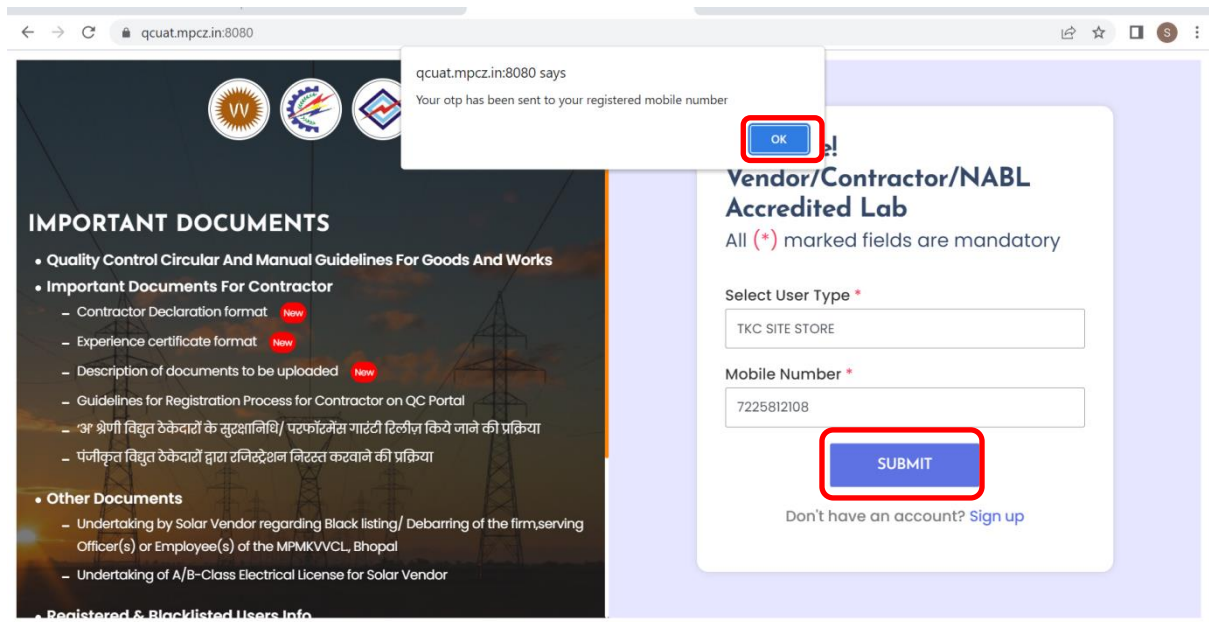 qcuat.mpcz.in:8080
S
qcuat.mpcz.in:8080 says
Your otp has been sent to your registered mobile number
OK
VV
IMPORTANT DOCUMENTS
• Quality Control Circular And Manual Guidelines For Goods And Works
• Important Documents For Contractor
– Contractor Declaration format New
– Experience certificate format New
– Description of documents to be uploaded New
– Guidelines for Registration Process for Contractor on QC Portal
– 'अ' श्रेणी विद्युत ठेकेदारों के सुरक्षानिधि/ परफॉरमेंस गारंटी रिलीज़ किये जाने की प्रक्रिया
– पंजीकृत विद्युत ठेकेदारों द्वारा रजिस्ट्रेशन निरस्त करवाने की प्रक्रिया
• Other Documents
– Undertaking by Solar Vendor regarding Black listing/ Debarring of the firm,serving
Officer(s) or Employee(s) of the MPMKVVCL, Bhopal
– Undertaking of A/B-Class Electrical License for Solar Vendor
• Registered & Blacklisted Users Info
Vendor/Contractor/NABL
Accredited Lab
All (*) marked fields are mandatory
Select User Type *
TKC SITE STORE
Mobile Number *
7225812108
SUBMIT
Don't have an account? Sign up